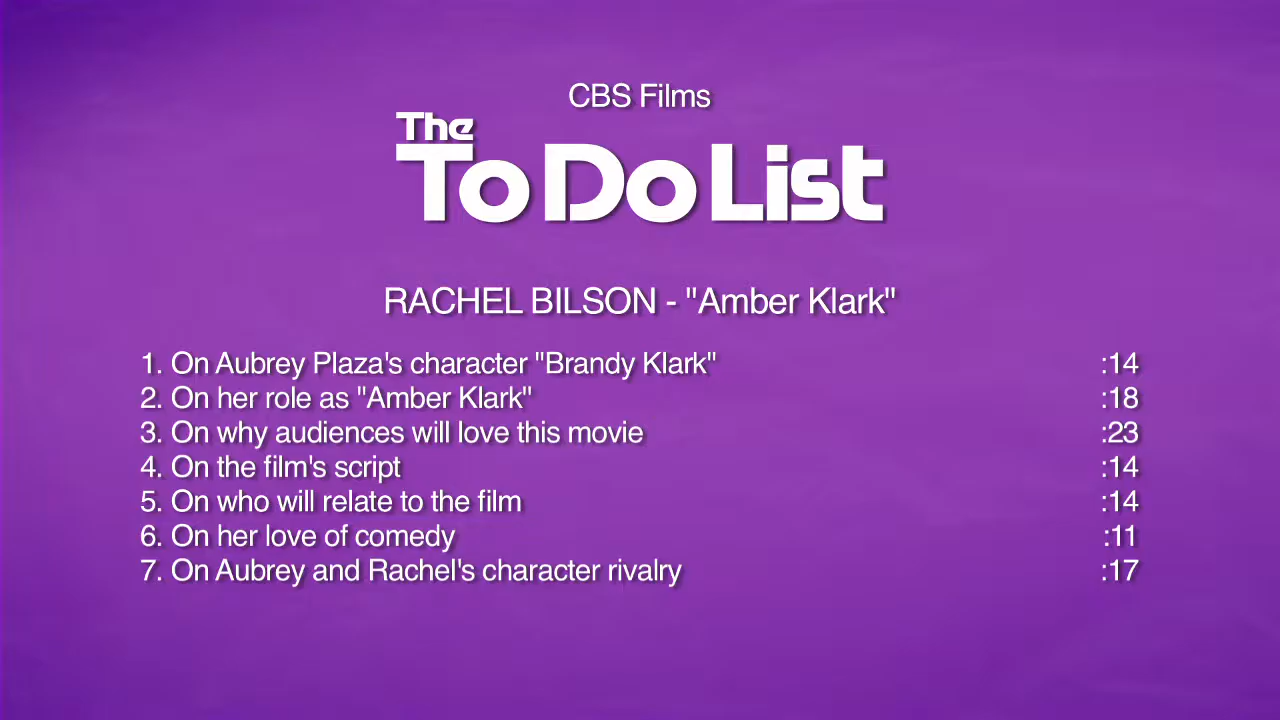 CBS Films
The
To Do List
RACHEL BILSON - "Amber Klark"
1. On Aubrey Plaza's character "Brandy Klark" :14
2. On her role as "Amber Klark" :18
3. On why audiences will love this movie :23
4. On the film's script :14
5. On who will relate to the film :14
6. On her love of comedy :11
7. On Aubrey and Rachel's character rivalry :17